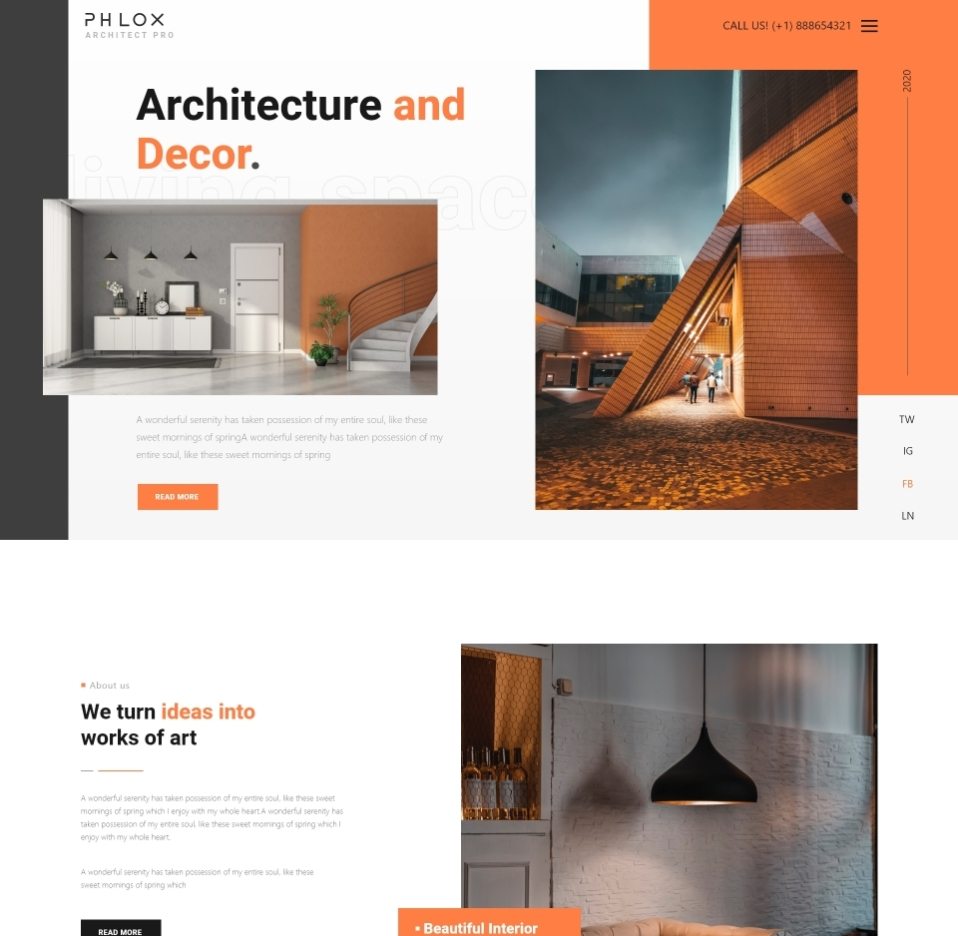 PHLOX
ARCHITECT PRO
CALL US! (+1) 888654321
2020
Architecture and
Decor.
living space
A wonderful serenity has taken possession of my entire soul, like these
sweet mornings of springA wonderful serenity has taken possession of my
entire soul, like these sweet mornings of spring
READ MORE
TW
IG
FB
LN
About us
We turn ideas into
works of art
A wonderful serenity has taken possession of my entire soul, like these sweet
mornings of spring which I enjoy with my whole heart.A wonderful serenity has
taken possession of my entire soul, like these sweet mornings of spring which I
enjoy with my whole heart.
A wonderful serenity has taken possession of my entire soul, like these
sweet mornings of spring which
READ MORE
• Beautiful Interior